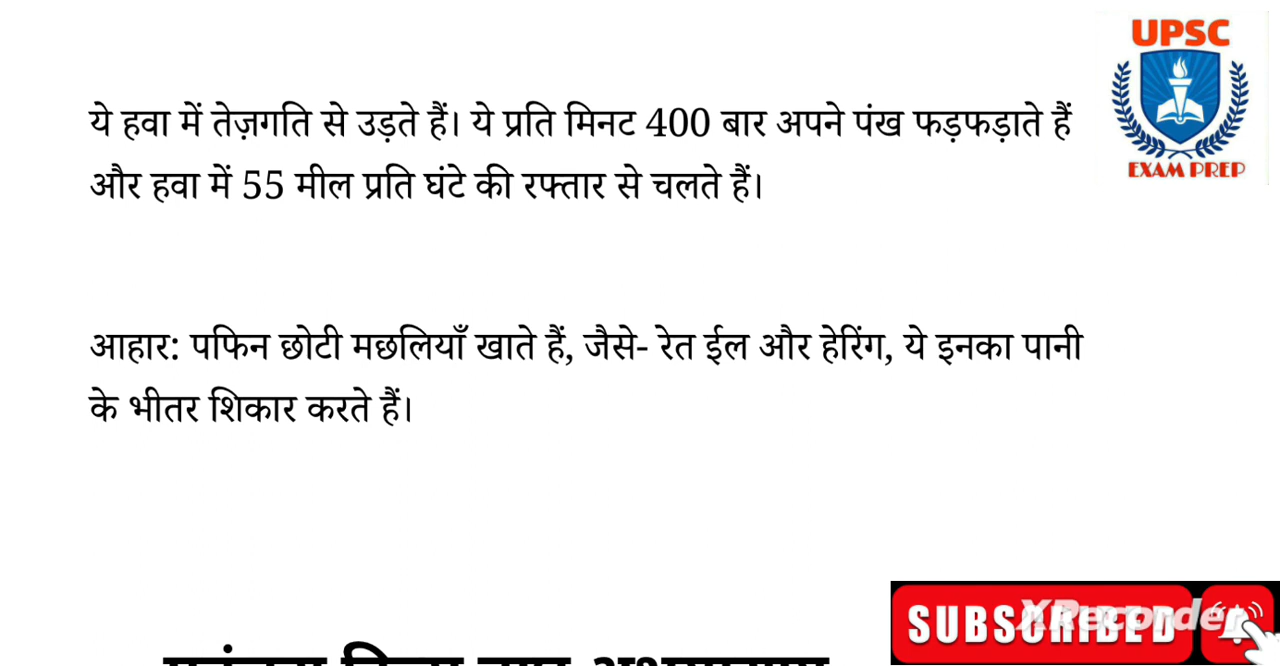 UPSC
EXAM PREP
ये हवा में तेज़गति से उड़ते हैं। ये प्रति मिनट 400 बार अपने पंख फड़फड़ाते हैं
और हवा में 55 मील प्रति घंटे की रफ्तार से चलते हैं।
आहार: पफिन छोटी मछलियाँ खाते हैं, जैसे- रेत ईल और हेरिंग, ये इनका पानी
के भीतर शिकार करते हैं।
SUBSCRIBED
XRecorder